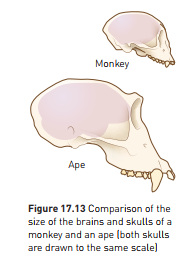 Monkey
Ape
Figure 17.13 Comparison of the
size of the brains and skulls of a
monkey and an ape (both skulls
are drawn to the same scale)